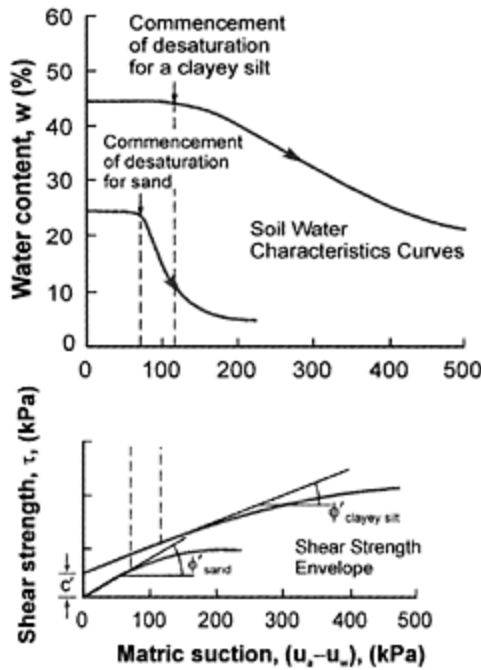 Water content, w (%)
60
50
40
30
20
10
0
Commencement
of desaturation
for a clayey silt
Commencement
of desaturation
for sand
Soil Water
Characteristics Curves
0 100 200 300 400 500
Shear strength, τ, (kPa)
c'
ϕ' sand
ϕ' clayey silt
Shear Strength
Envelope
0 100 200 300 400 500
Matric suction, (uₐ–u_w), (kPa)